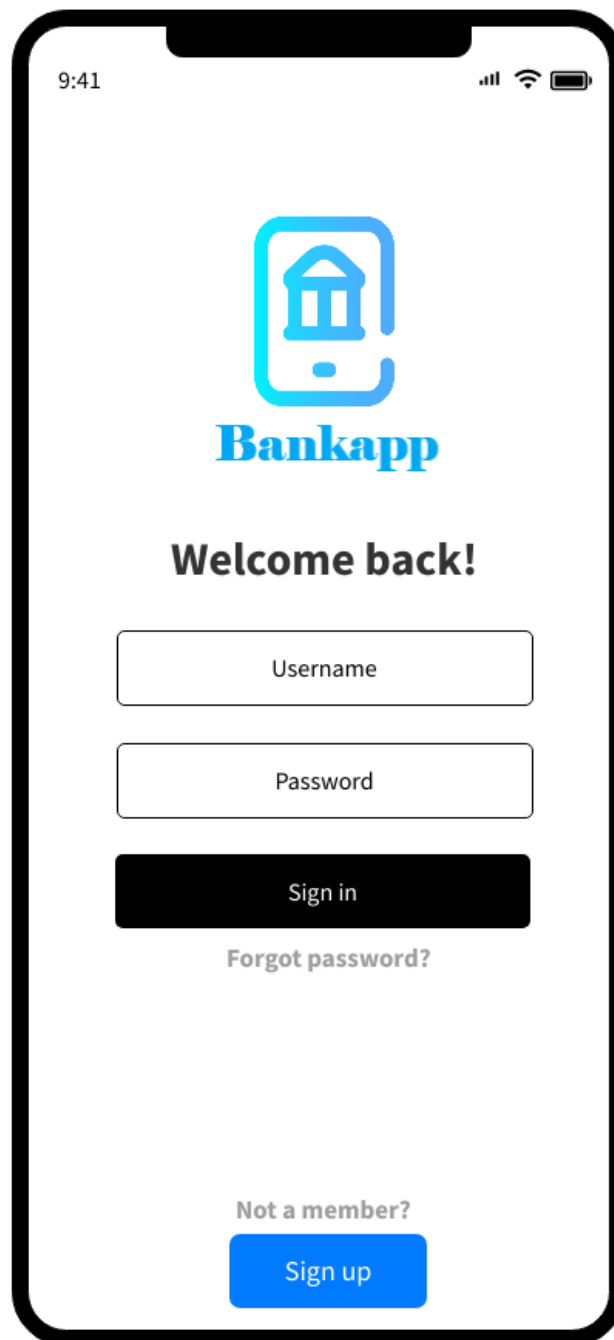 9:41
Bankapp
Welcome back!
Username
Password
Sign in
Forgot password?
Not a member?
Sign up